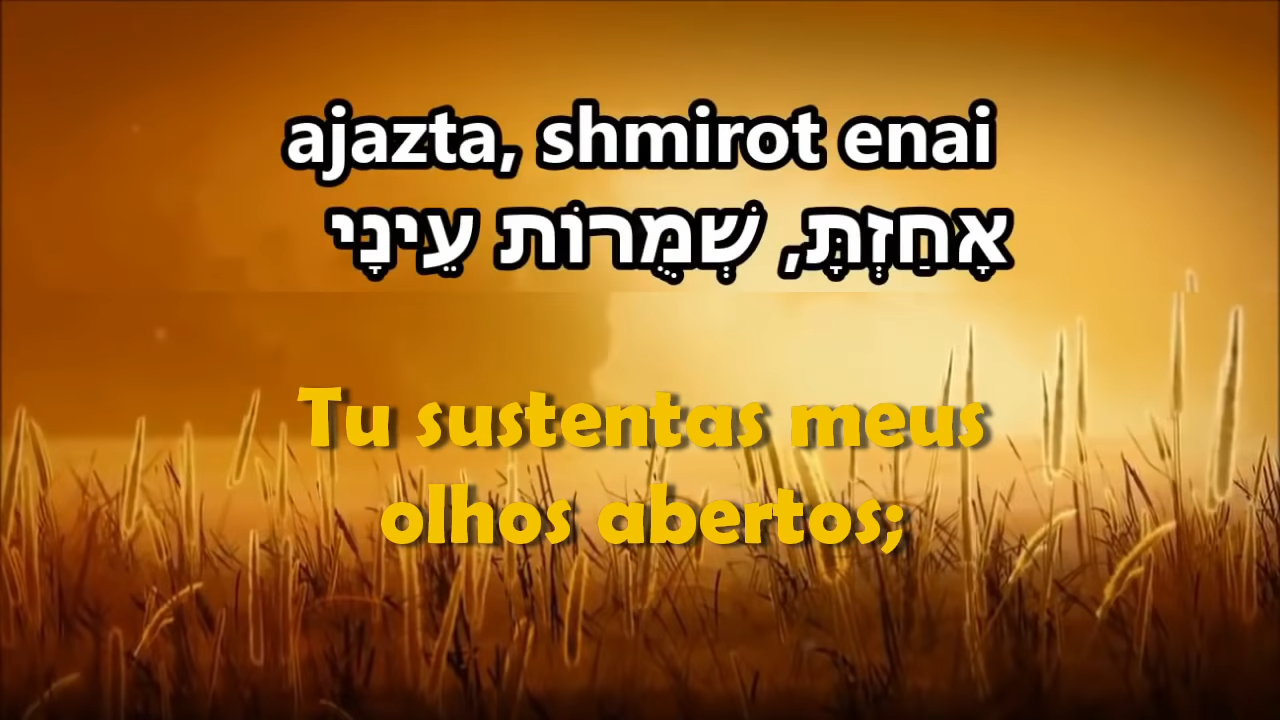 ajazta, shmirot enai
אָחַזְתָּ, שְׁמֻרוֹת עֵינָי
Tu sustentas meus
olhos abertos;